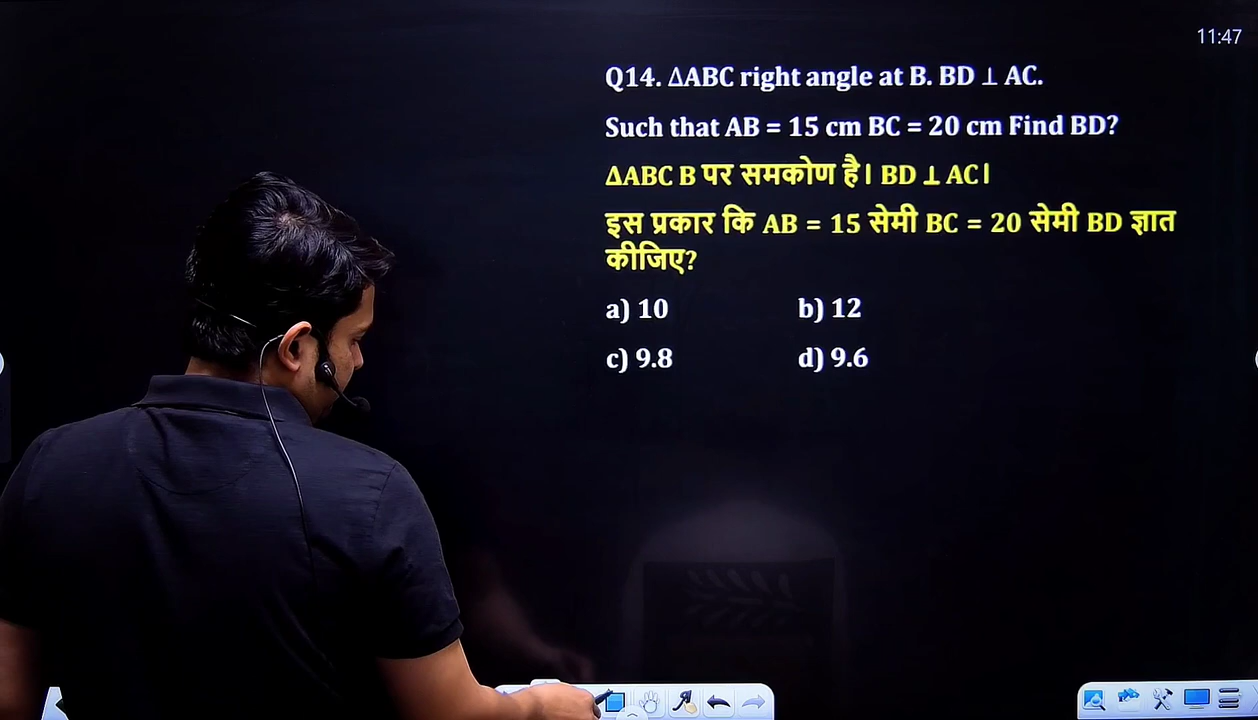 11:47
Q14. ΔABC right angle at B. BD ⊥ AC.
Such that AB = 15 cm BC = 20 cm Find BD?
ΔABC B पर समकोण है। BD ⊥ AC।
इस प्रकार कि AB = 15 सेमी BC = 20 सेमी BD ज्ञात
कीजिए?
a) 10 b) 12
c) 9.8 d) 9.6